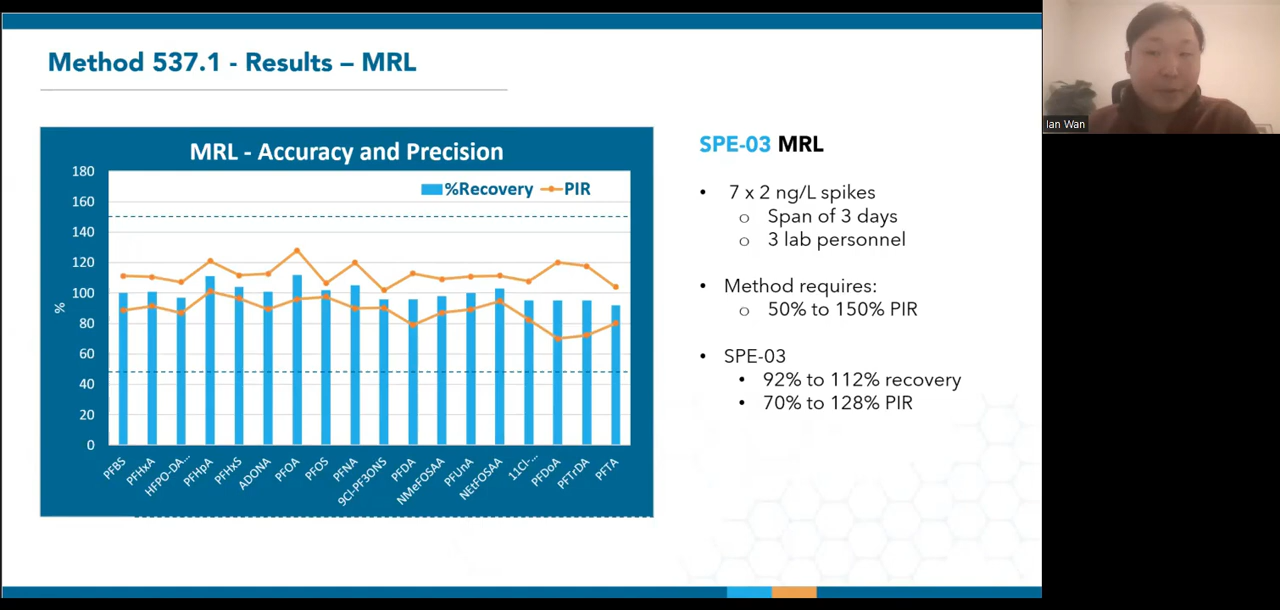 Method 537.1 - Results – MRL
MRL - Accuracy and Precision
%Recovery PIR
180
160
140
120
100
80
60
40
20
0
%
PFBS
PFHxA
HFPO-DA...
PFHpA
PFHxS
ADONA
PFOA
PFOS
PFNA
9Cl-PF3ONS
PFDA
NMeFOSAA
PFUnA
NEtFOSAA
11Cl-...
PFDoA
PFTrDA
PFTA
SPE-03 MRL
• 7 x 2 ng/L spikes
o Span of 3 days
o 3 lab personnel
• Method requires:
o 50% to 150% PIR
• SPE-03
• 92% to 112% recovery
• 70% to 128% PIR
Ian Wan